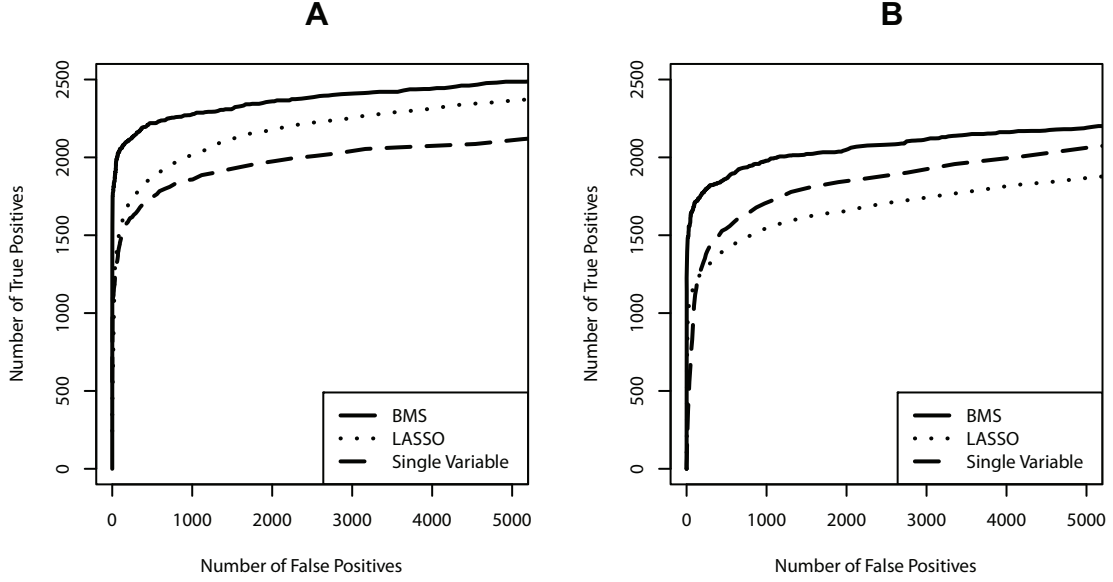 A
Number of True Positives
2500
2000
1500
1000
500
0
BMS
LASSO
Single Variable
0 1000 2000 3000 4000 5000
Number of False Positives
B
Number of True Positives
2500
2000
1500
1000
500
0
BMS
LASSO
Single Variable
0 1000 2000 3000 4000 5000
Number of False Positives